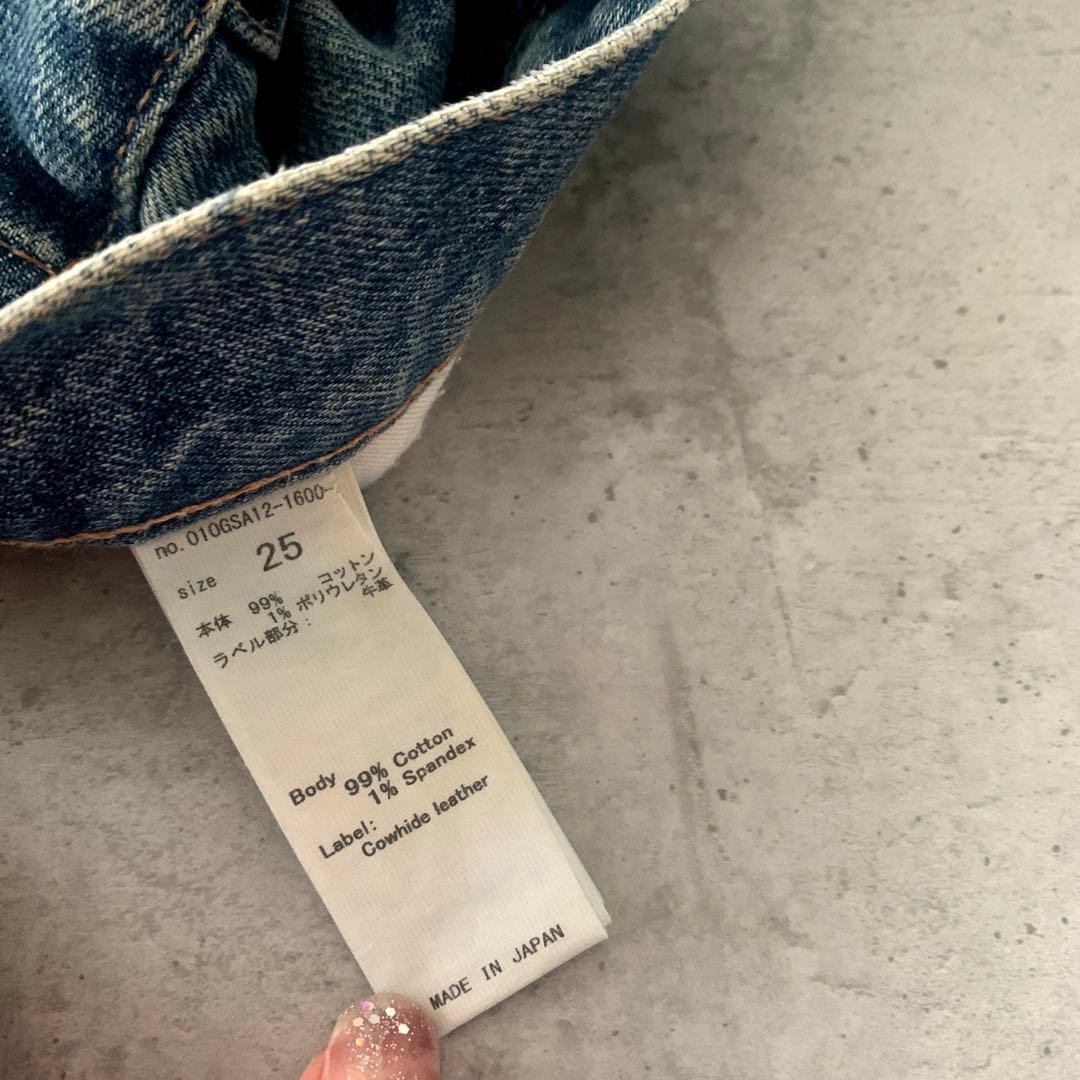 no. 010GSA12-1600-
size 25
本体 99% コットン
1% ポリウレタン
ラベル部分: 牛革
Body 99% Cotton
1% Spandex
Label:
Cowhide leather
MADE IN JAPAN